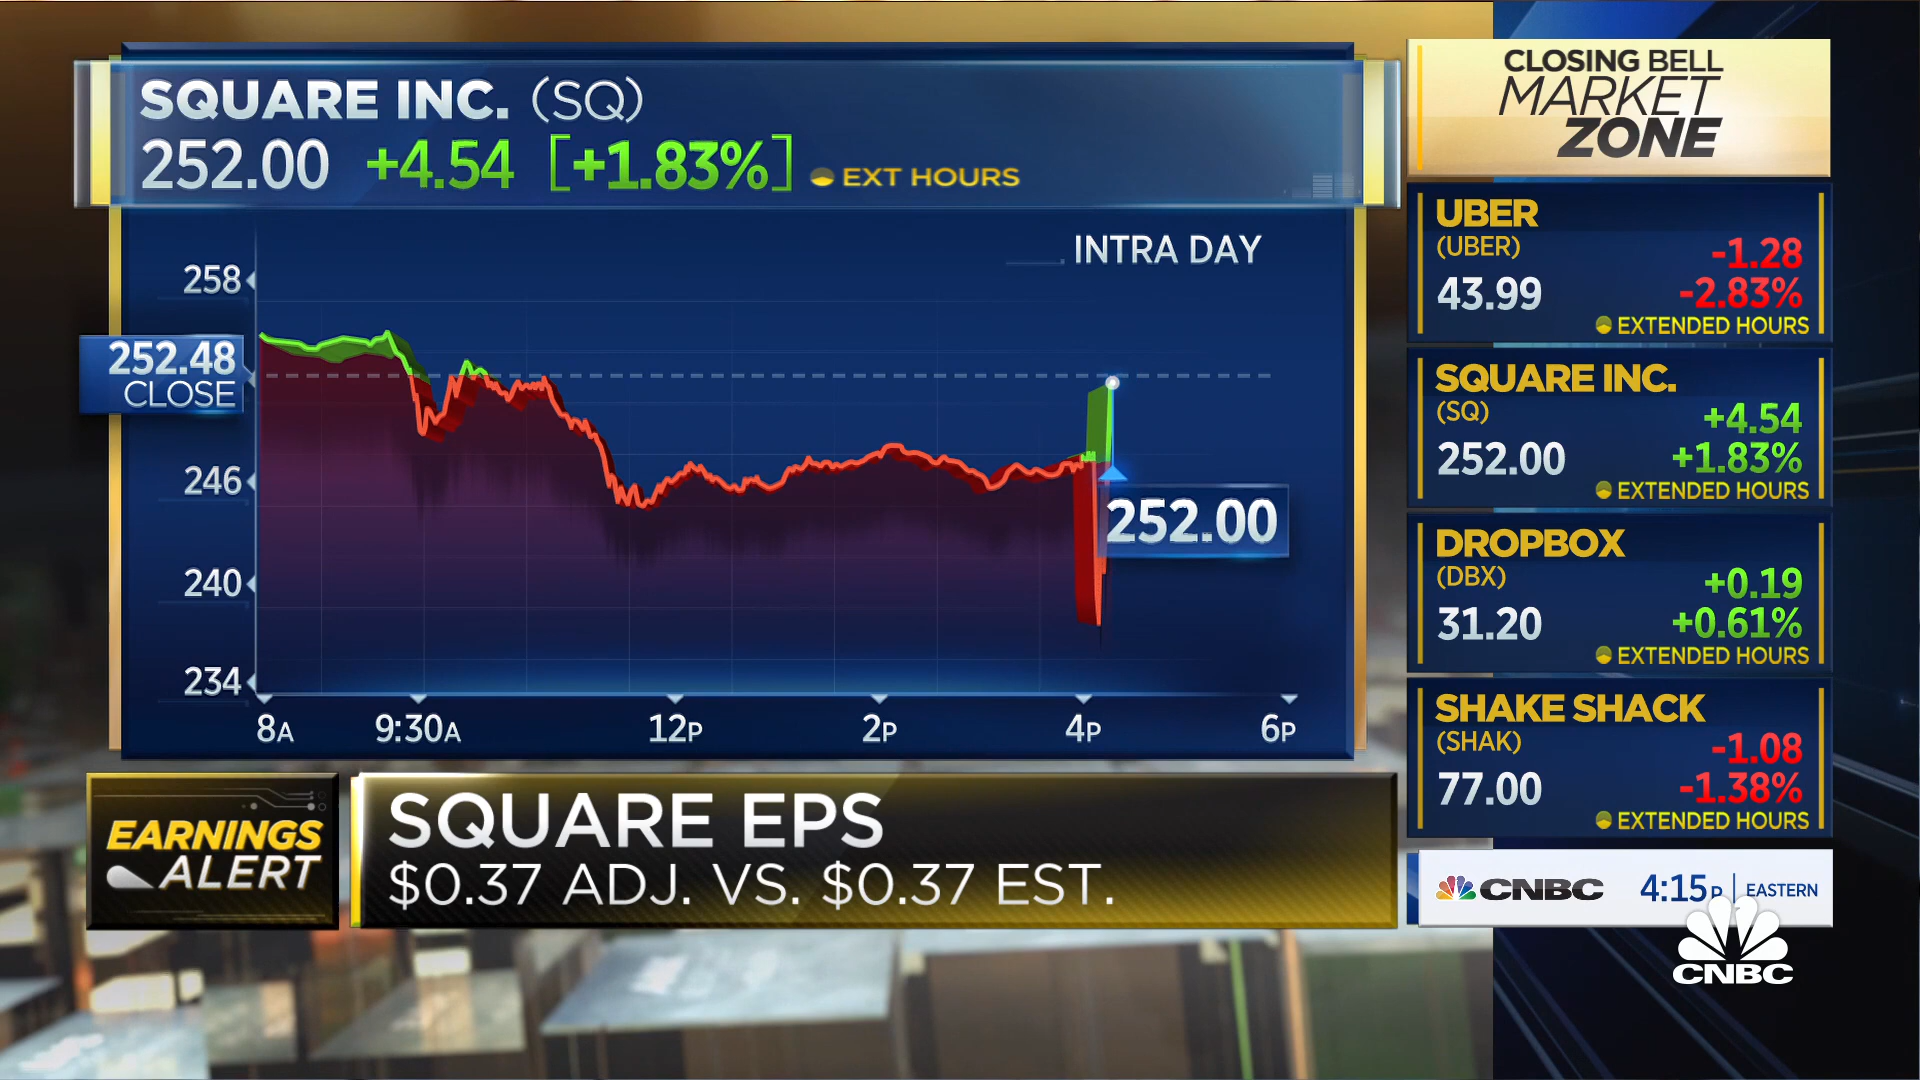 SQUARE INC. (SQ)
252.00 +4.54 [+1.83%] EXT HOURS
INTRA DAY
258
252.48
CLOSE
246
240
234
252.00
8A 9:30A 12P 2P 4P 6P
EARNINGS
ALERT
SQUARE EPS
$0.37 ADJ. VS. $0.37 EST.
CLOSING BELL
MARKET
ZONE
UBER
(UBER)
-1.28
43.99 -2.83%
EXTENDED HOURS
SQUARE INC.
(SQ)
+4.54
252.00 +1.83%
EXTENDED HOURS
DROPBOX
(DBX)
+0.19
31.20 +0.61%
EXTENDED HOURS
SHAKE SHACK
(SHAK)
-1.08
77.00 -1.38%
EXTENDED HOURS
CNBC 4:15P EASTERN
CNBC